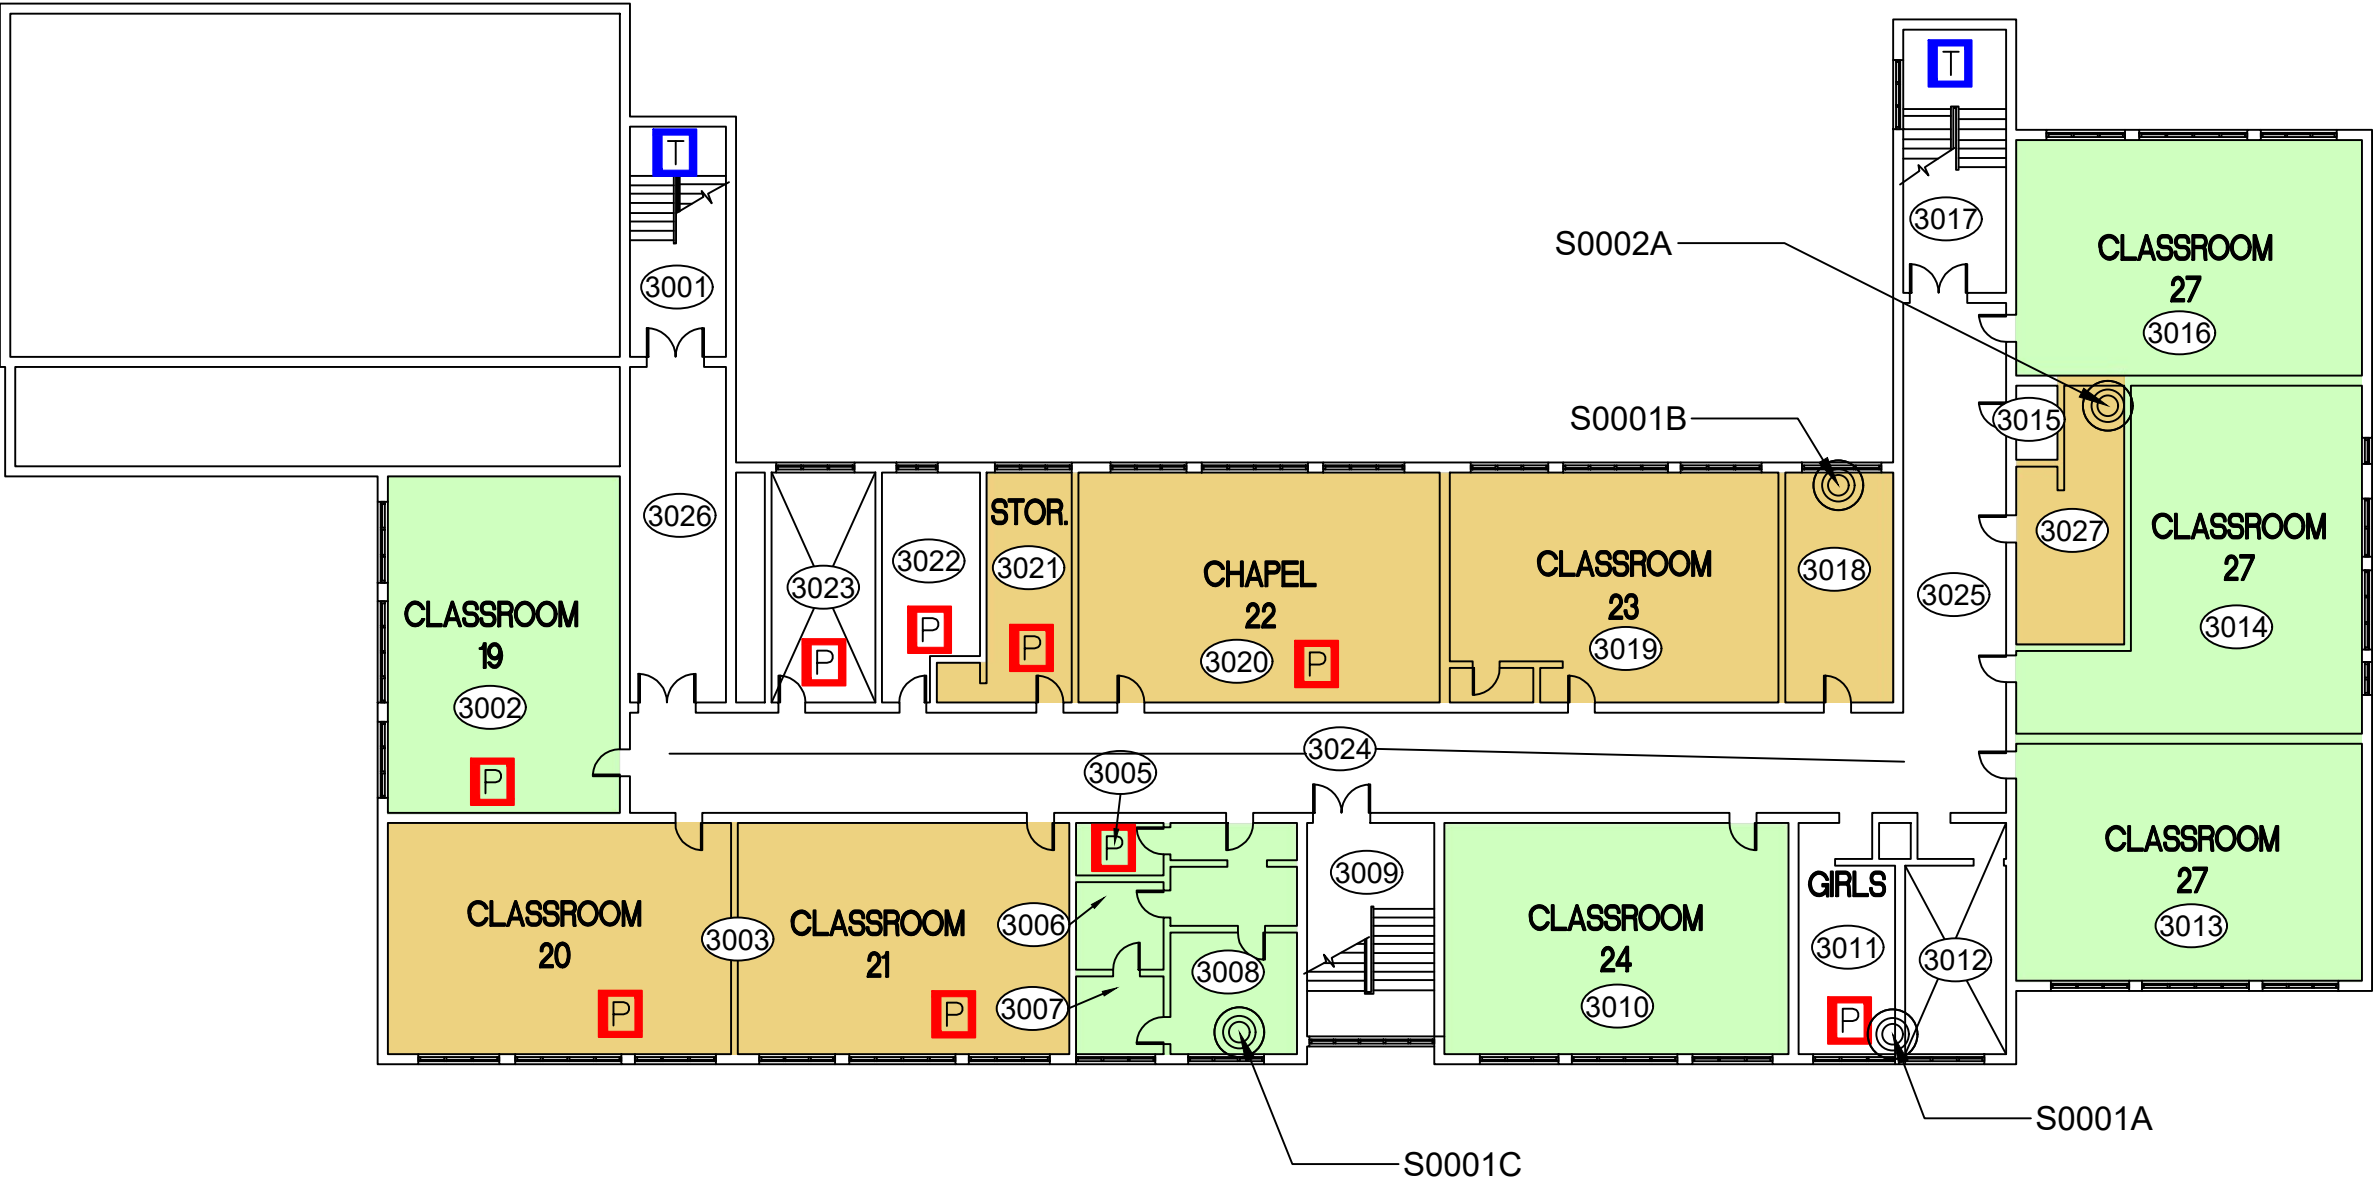 T
T
3017
S0002A
CLASSROOM
27
3016
3001
S0001B
3015
STOR.
3026
3027
CLASSROOM
27
3014
3022
3021
CHAPEL
22
3020
CLASSROOM
23
3019
3018
3023
3025
P
P
P
P
CLASSROOM
19
3002
P
3024
3005
P
3009
CLASSROOM
27
3013
GIRLS
3011
3012
CLASSROOM
20
3003
CLASSROOM
21
3006
3008
CLASSROOM
24
3010
3007
P
P
P
S0001A
S0001C